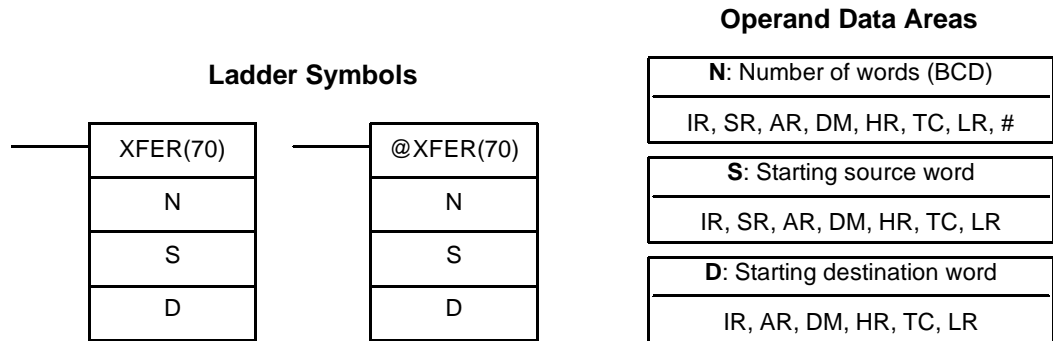 Ladder Symbols
XFER(70)
N
S
D
@XFER(70)
N
S
D
Operand Data Areas
N: Number of words (BCD)
IR, SR, AR, DM, HR, TC, LR, #
S: Starting source word
IR, SR, AR, DM, HR, TC, LR
D: Starting destination word
IR, AR, DM, HR, TC, LR